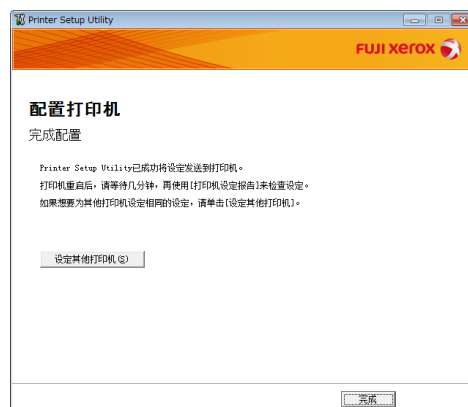 Printer Setup Utility
FUJI XEROX
配置打印机
完成配置
Printer Setup Utility已成功将设定发送到打印机。
打印机重启后，请等待几分钟，再使用[打印机设定报告]来检查设定。
如果想要为其他打印机设定相同的设定，请单击[设定其他打印机]。
设定其他打印机(S)
完成